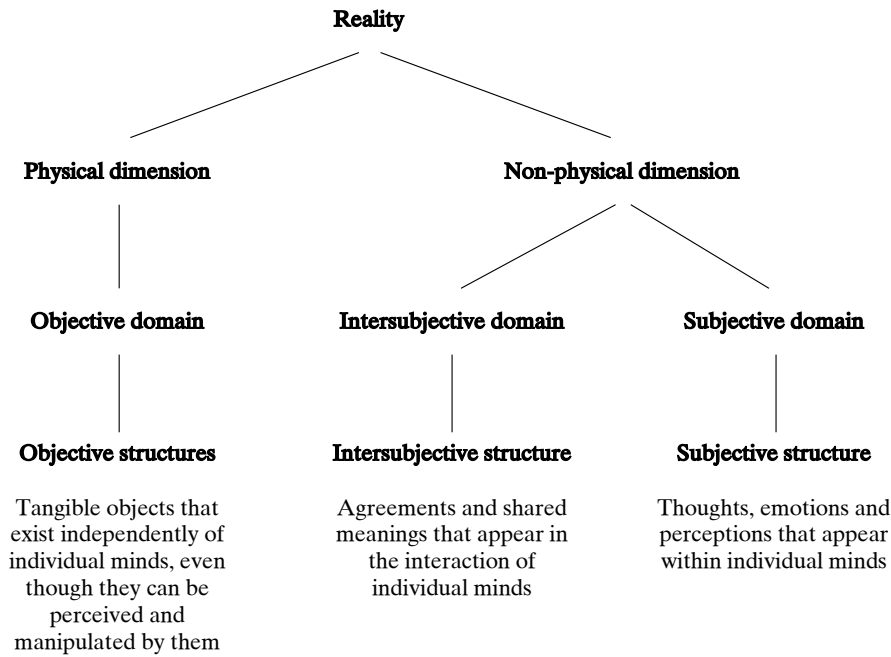 Reality
Physical dimension
Non-physical dimension
Objective domain
Intersubjective domain
Subjective domain
Objective structures
Intersubjective structure
Subjective structure
Tangible objects that
exist independently of
individual minds, even
though they can be
perceived and
manipulated by them
Agreements and shared
meanings that appear in
the interaction of
individual minds
Thoughts, emotions and
perceptions that appear
within individual minds